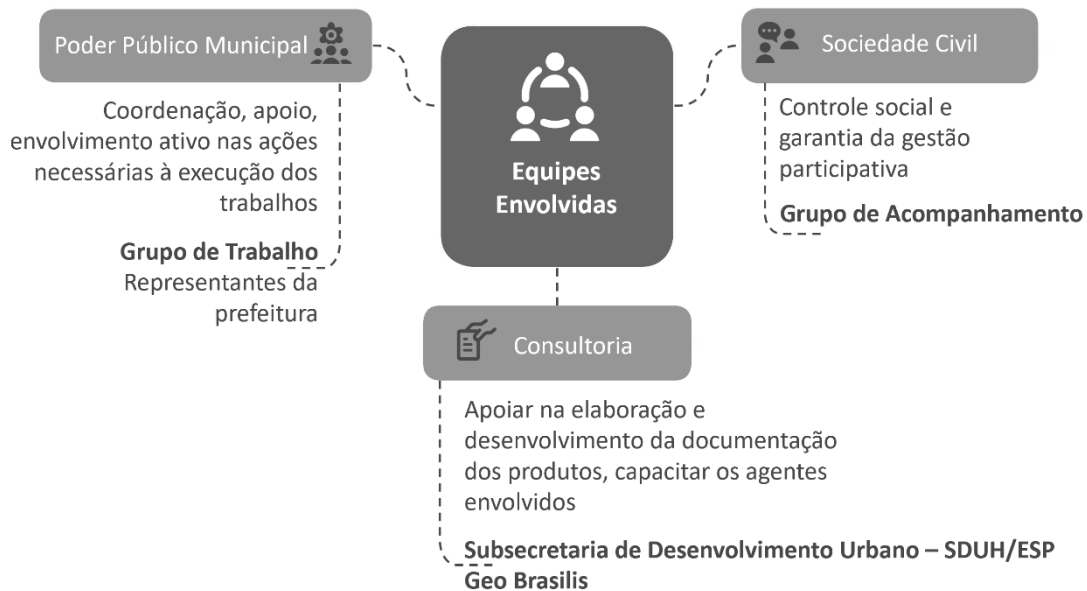 Poder Público Municipal
Coordenação, apoio,
envolvimento ativo nas ações
necessárias à execução dos
trabalhos
Grupo de Trabalho
Representantes da
prefeitura
Equipes
Envolvidas
Sociedade Civil
Controle social e
garantia da gestão
participativa
Grupo de Acompanhamento
Consultoria
Apoiar na elaboração e
desenvolvimento da documentação
dos produtos, capacitar os agentes
envolvidos
Subsecretaria de Desenvolvimento Urbano – SDUH/ESP
Geo Brasilis